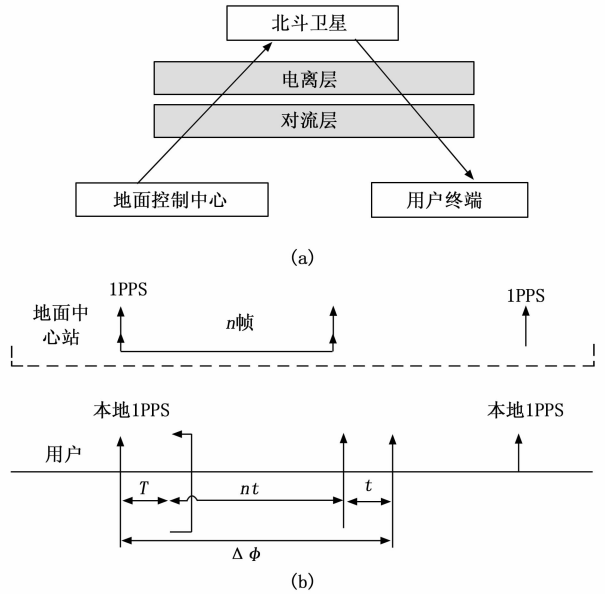 北斗卫星
电离层
对流层
地面控制中心
用户终端
(a)
1PPS
1PPS
地面中
心站
n帧
本地1PPS
本地1PPS
用户
T
nt
t
Δϕ
(b)